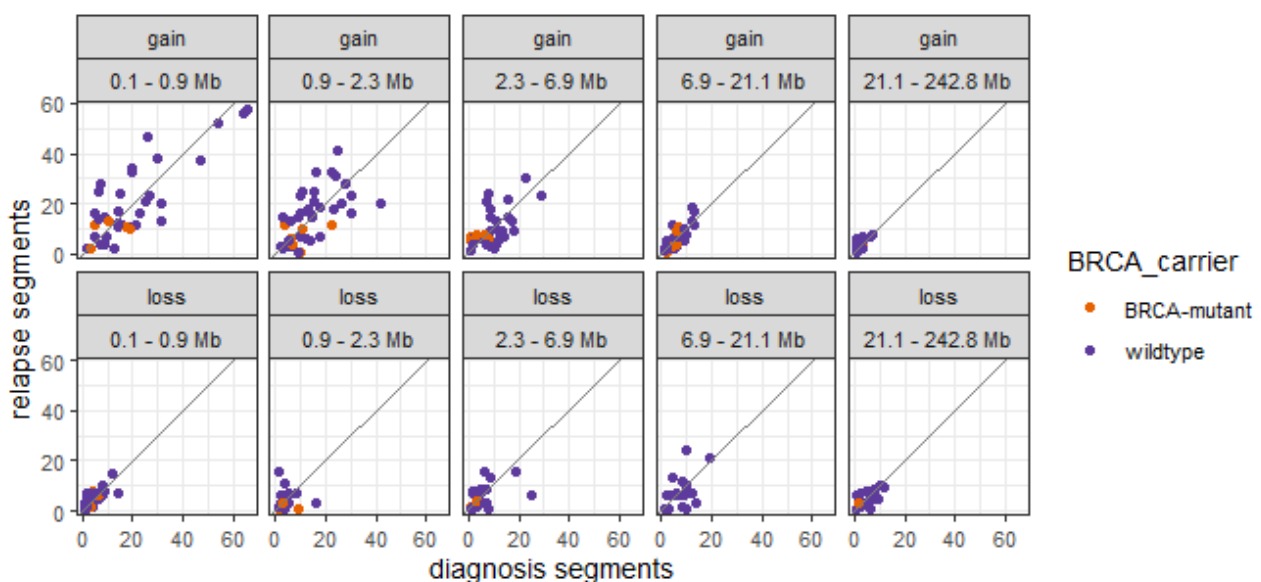 gain gain gain gain gain
0.1 - 0.9 Mb 0.9 - 2.3 Mb 2.3 - 6.9 Mb 6.9 - 21.1 Mb 21.1 - 242.8 Mb
60
40
20
0
loss loss loss loss loss
0.1 - 0.9 Mb 0.9 - 2.3 Mb 2.3 - 6.9 Mb 6.9 - 21.1 Mb 21.1 - 242.8 Mb
60
40
20
0
0 20 40 60 0 20 40 60 0 20 40 60 0 20 40 60 0 20 40 60
relapse segments
diagnosis segments
BRCA_carrier
BRCA-mutant
wildtype